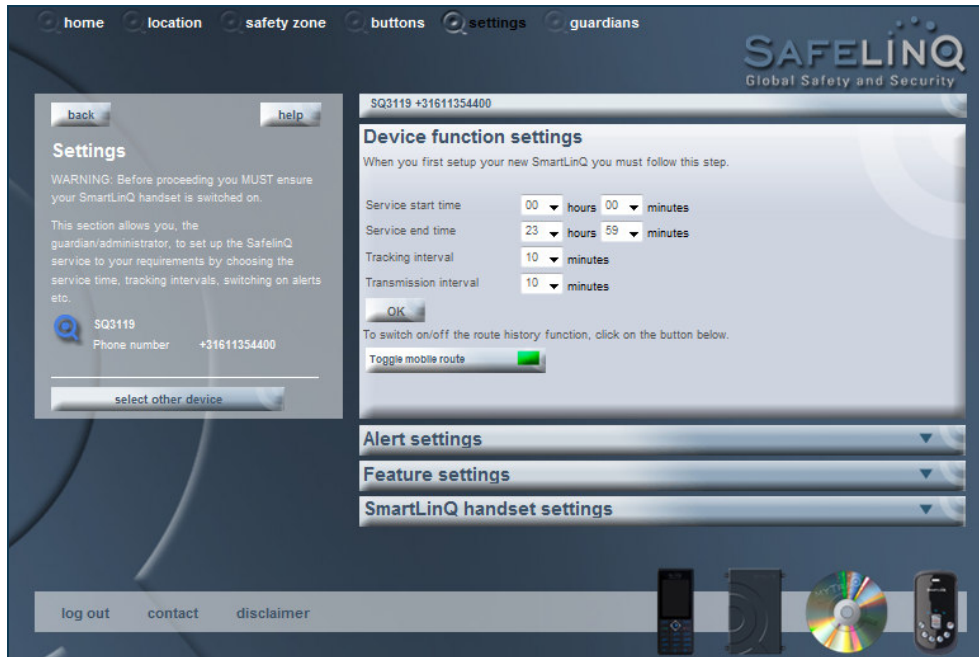 home location safety zone buttons settings guardians
SAFELINQ
Global Safety and Security
back help
Settings
WARNING: Before proceeding you MUST ensure
your SmartLinQ handset is switched on.
This section allows you, the
guardian/administrator, to set up the SafelinQ
service to your requirements by choosing the
service time, tracking intervals, switching on alerts
etc.
SQ3119
Phone number +31611354400
select other device
SQ3119 +31611354400
Device function settings
When you first setup your new SmartLinQ you must follow this step.
Service start time 00 hours 00 minutes
Service end time 23 hours 59 minutes
Tracking interval 10 minutes
Transmission interval 10 minutes
OK
To switch on/off the route history function, click on the button below.
Toggle mobile route
Alert settings
Feature settings
SmartLinQ handset settings
log out contact disclaimer